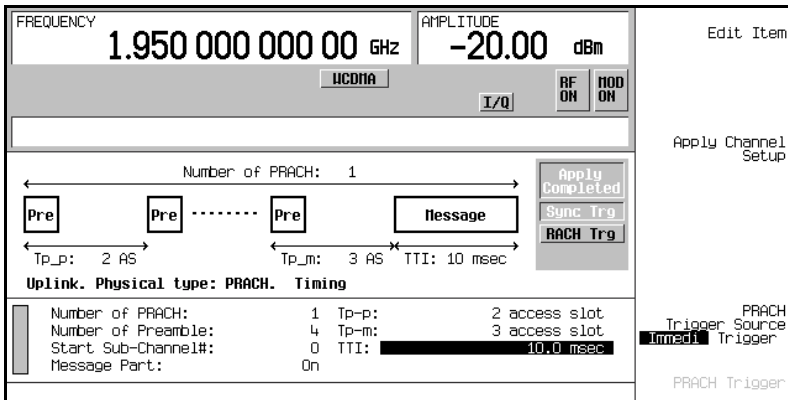 FREQUENCY
1.950 000 000 00 GHz
AMPLITUDE
-20.00 dBm
WCDMA
I/Q
RF ON
MOD ON
Edit Item
Apply Channel Setup
Number of PRACH: 1
Pre
Pre
Pre
Message
Apply Completed
Sync Trg
RACH Trg
Tp_p: 2 AS
Tp_m: 3 AS
TTI: 10 msec
Uplink. Physical type: PRACH. Timing
Number of PRACH: 1 Tp-p: 2 access slot
Number of Preamble: 4 Tp-m: 3 access slot
Start Sub-Channel#: 0 TTI: 10.0 msec
Message Part: On
PRACH
Trigger Source
Immedi Trigger
PRACH Trigger